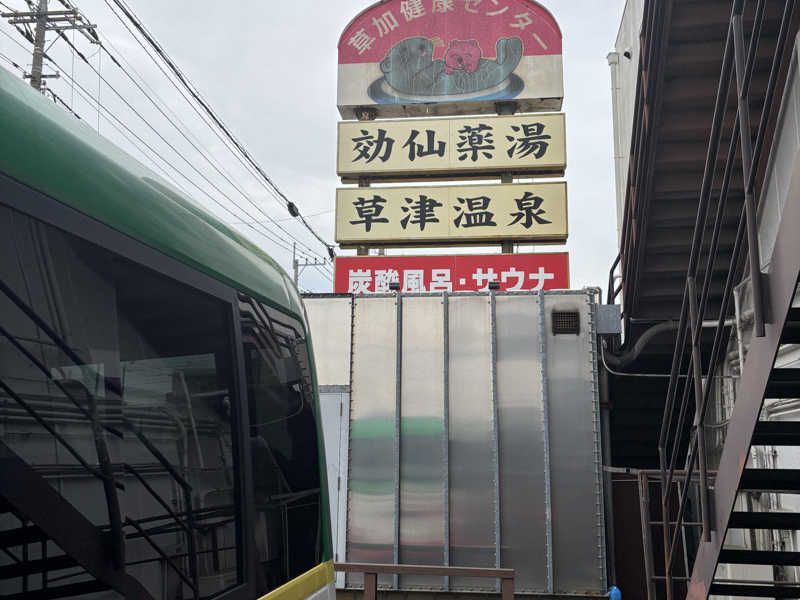 草加健康センター
効仙薬湯
草津温泉
炭酸風呂・サウナ